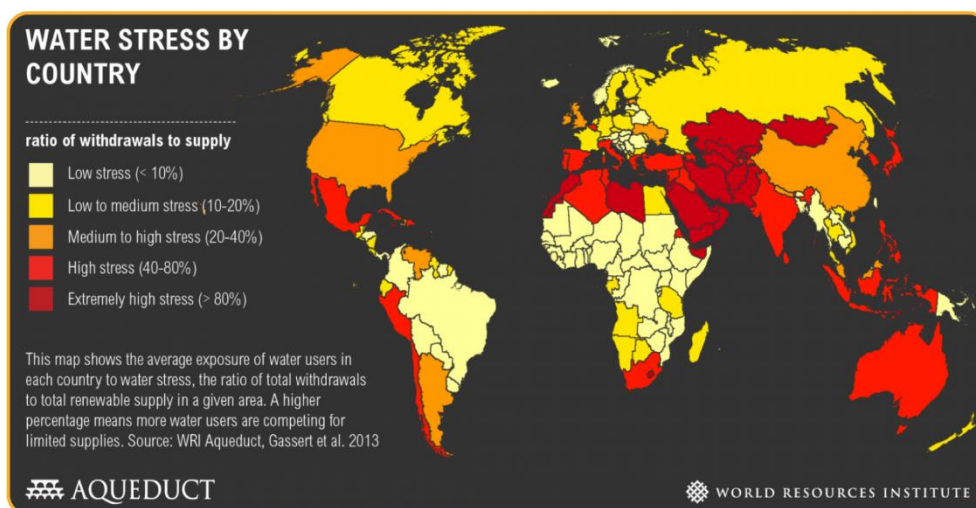 WATER STRESS BY
COUNTRY
ratio of withdrawals to supply
Low stress (< 10%)
Low to medium stress (10-20%)
Medium to high stress (20-40%)
High stress (40-80%)
Extremely high stress (> 80%)
This map shows the average exposure of water users in
each country to water stress, the ratio of total withdrawals
to total renewable supply in a given area. A higher
percentage means more water users are competing for
limited supplies. Source: WRI Aqueduct, Gassert et al. 2013
AQUEDUCT
WORLD RESOURCES INSTITUTE